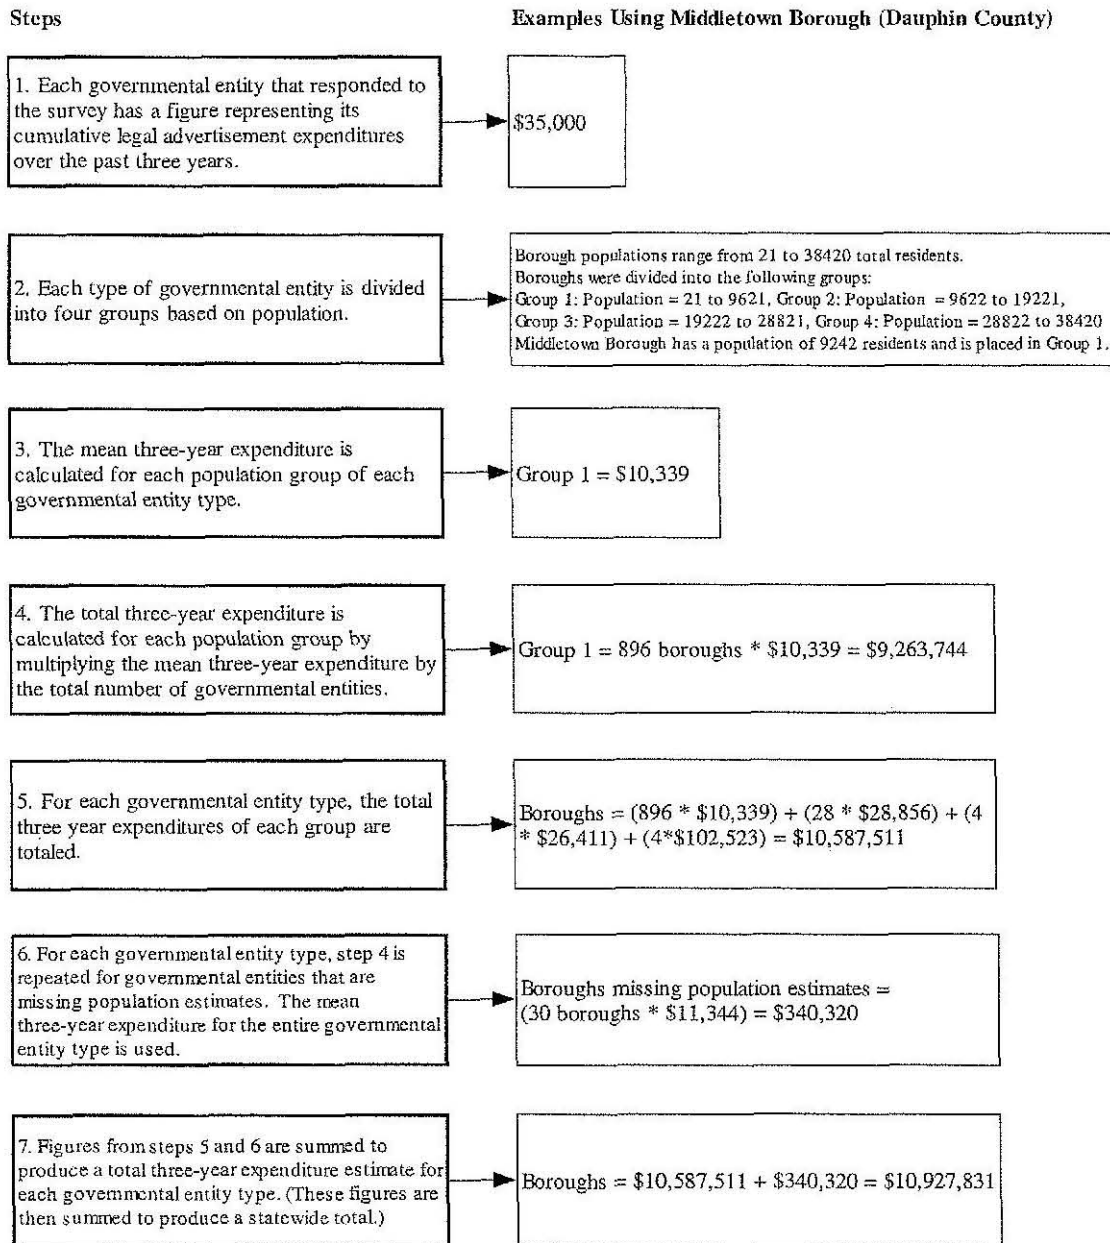 Steps
Examples Using Middletown Borough (Dauphin County)
1. Each governmental entity that responded to
the survey has a figure representing its
cumulative legal advertisement expenditures
over the past three years.
$35,000
2. Each type of governmental entity is divided
into four groups based on population.
Borough populations range from 21 to 38420 total residents.
Boroughs were divided into the following groups:
Group 1: Population = 21 to 9621, Group 2: Population = 9622 to 19221,
Group 3: Population = 19222 to 28821, Group 4: Population = 28822 to 38420
Middletown Borough has a population of 9242 residents and is placed in Group 1.
3. The mean three-year expenditure is
calculated for each population group of each
governmental entity type.
Group 1 = $10,339
4. The total three-year expenditure is
calculated for each population group by
multiplying the mean three-year expenditure by
the total number of governmental entities.
Group 1 = 896 boroughs * $10,339 = $9,263,744
5. For each governmental entity type, the total
three year expenditures of each group are
totaled.
Boroughs = (896 * $10,339) + (28 * $28,856) + (4
* $26,411) + (4*$102,523) = $10,587,511
6. For each governmental entity type, step 4 is
repeated for governmental entities that are
missing population estimates. The mean
three-year expenditure for the entire governmental
entity type is used.
Boroughs missing population estimates =
(30 boroughs * $11,344) = $340,320
7. Figures from steps 5 and 6 are summed to
produce a total three-year expenditure estimate for
each governmental entity type. (These figures are
then summed to produce a statewide total.)
Boroughs = $10,587,511 + $340,320 = $10,927,831